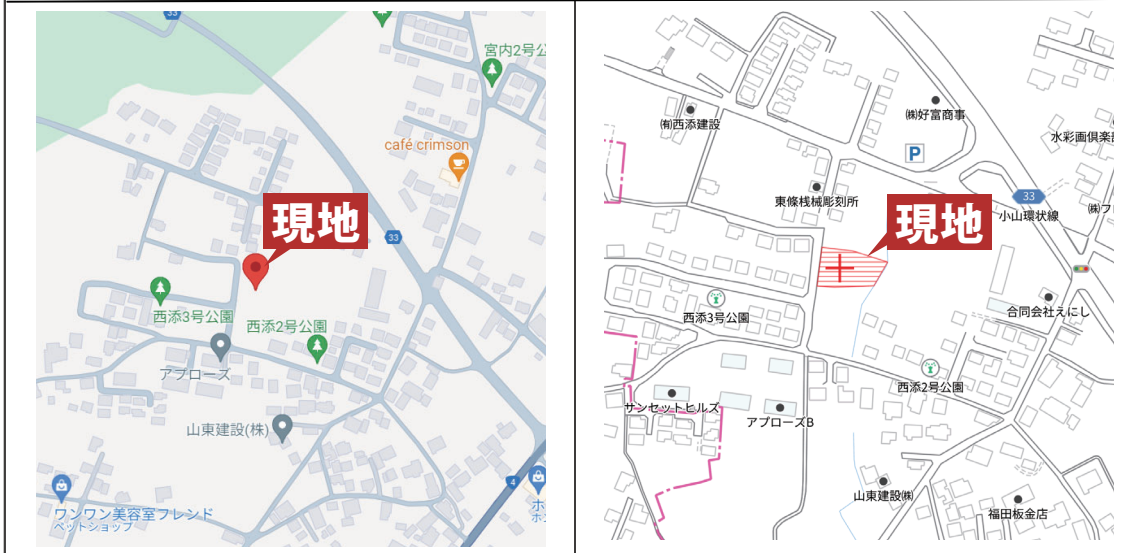 33
宮内2号公
café crimson
現地
33
西添3号公園
西添2号公園
アプローズ
山東建設(株)
4
ワンワン美容室フレンド
ペットショップ
ホ
ホ
㈲西添建設
㈱好富商事
P
水彩画倶楽部
東條桟械彫刻所
33
小山環状線
㈱フ
現地
西添3号公園
合同会社えにし
西添2号公園
サンセットヒルズ
アプローズB
山東建設㈱
福田板金店